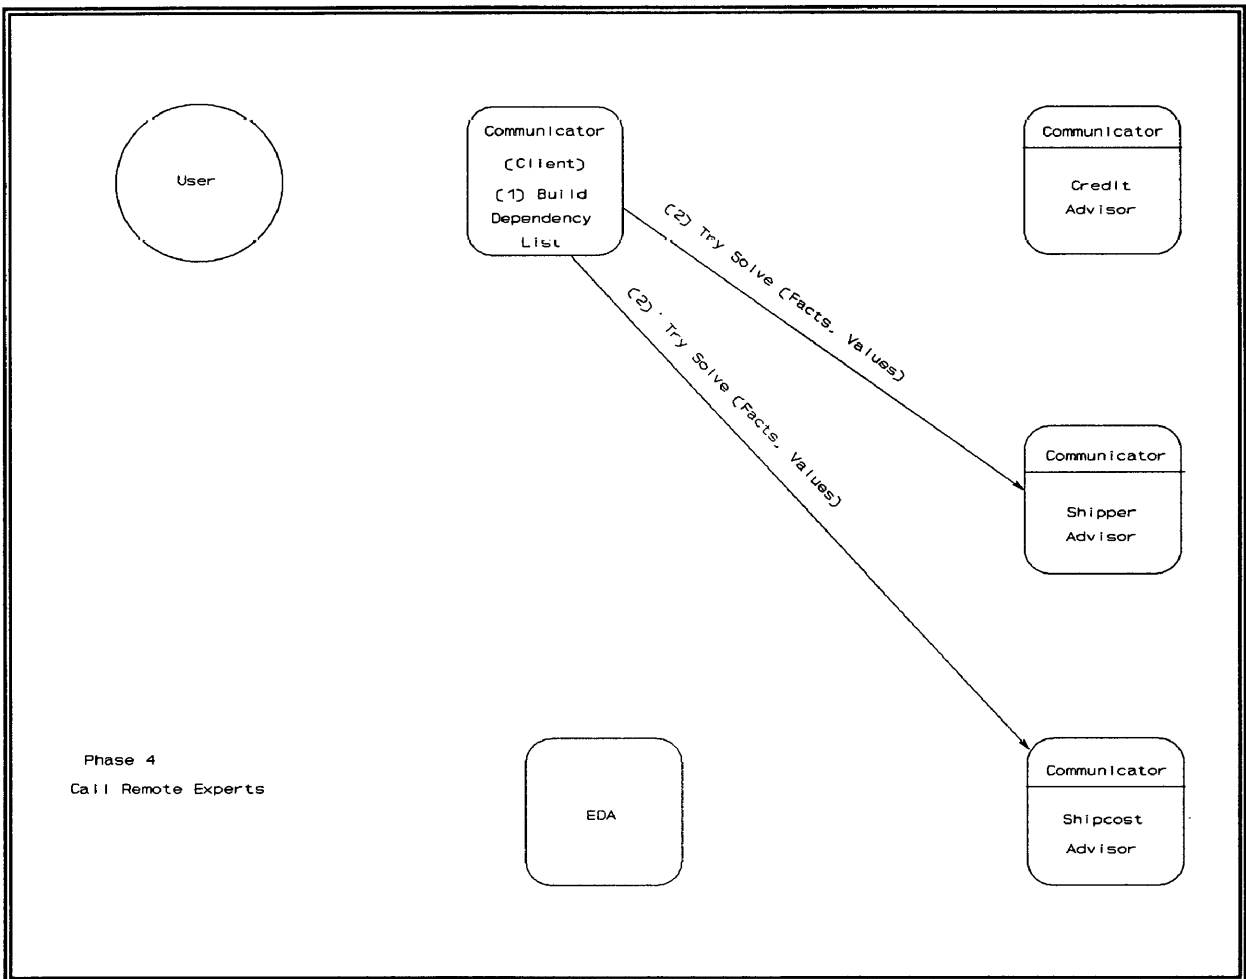 User
Communicator
(Client)
(1) Build
Dependency
List
Communicator
Credit
Advisor
(2) Try Solve (Facts, Values)
(2) Try Solve (Facts, Values)
Communicator
Shipper
Advisor
Phase 4
Call Remote Experts
EDA
Communicator
Shipcost
Advisor